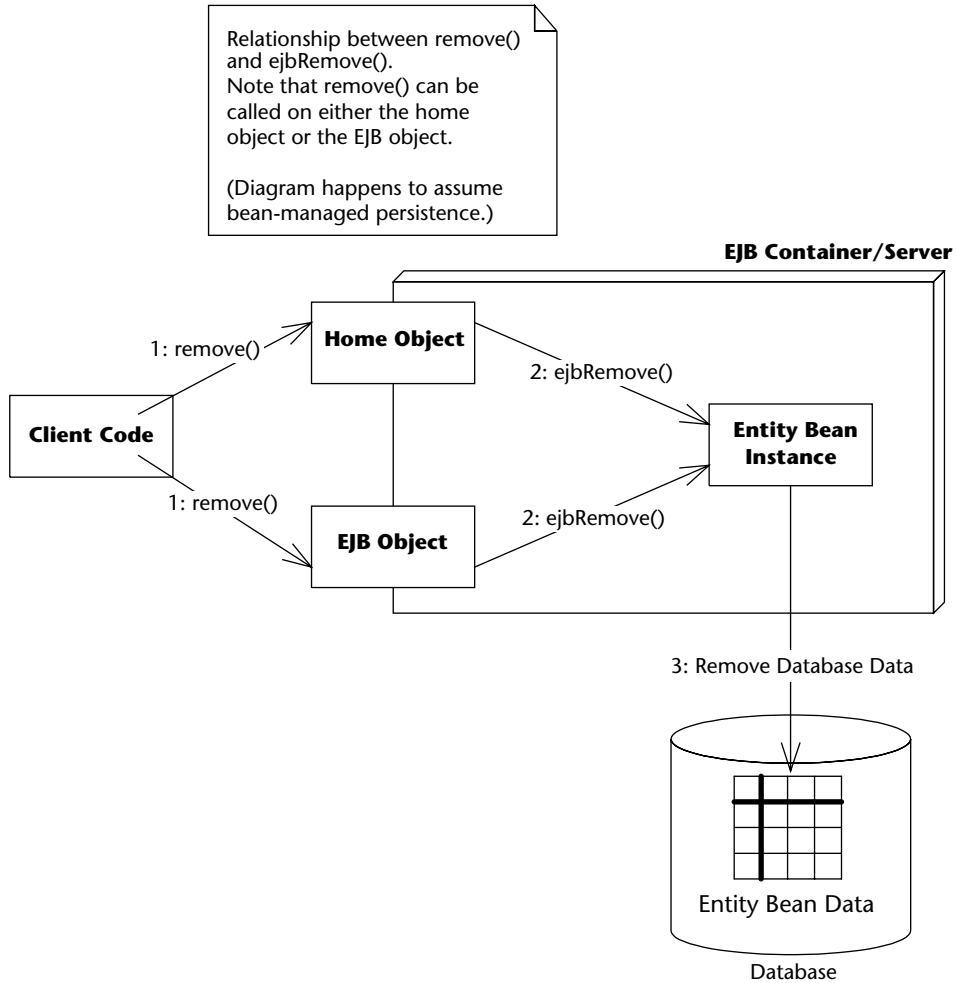 Relationship between remove()
and ejbRemove().
Note that remove() can be
called on either the home
object or the EJB object.
(Diagram happens to assume
bean-managed persistence.)
EJB Container/Server
Home Object
1: remove()
2: ejbRemove()
Client Code
Entity Bean
Instance
1: remove()
2: ejbRemove()
EJB Object
3: Remove Database Data
Entity Bean Data
Database